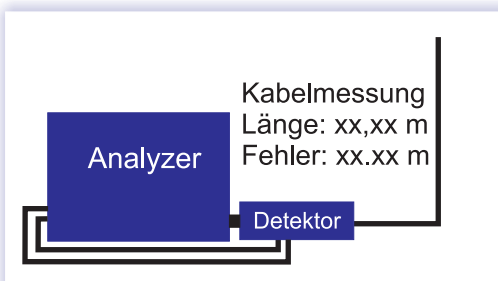 Kabelmessung
Länge: xx,xx m
Fehler: xx.xx m
Analyzer
Detektor